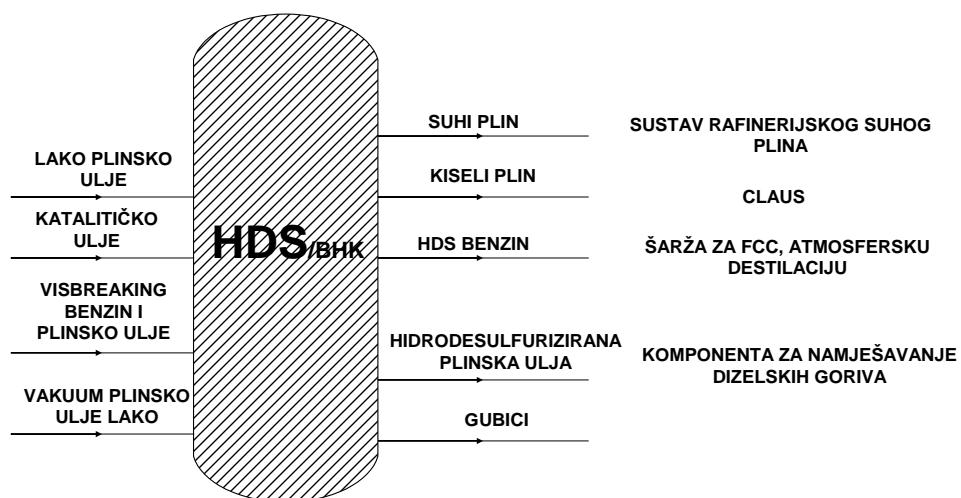 LAKO PLINSKO
ULJE
KATALITIČKO
ULJE
VISBREAKING
BENZIN I
PLINSKO ULJE
VAKUUM PLINSKO
ULJE LAKO
HDS/BHK
SUHI PLIN
KISELI PLIN
HDS BENZIN
HIDRODESULFURIZIRANA
PLINSKA ULJA
GUBICI
SUSTAV RAFINERIJSKOG SUHOG
PLINA
CLAUS
ŠARŽA ZA FCC, ATMOSFERSKU
DESTILACIJU
KOMPONENTA ZA NAMJEŠAVANJE
DIZELSKIH GORIVA